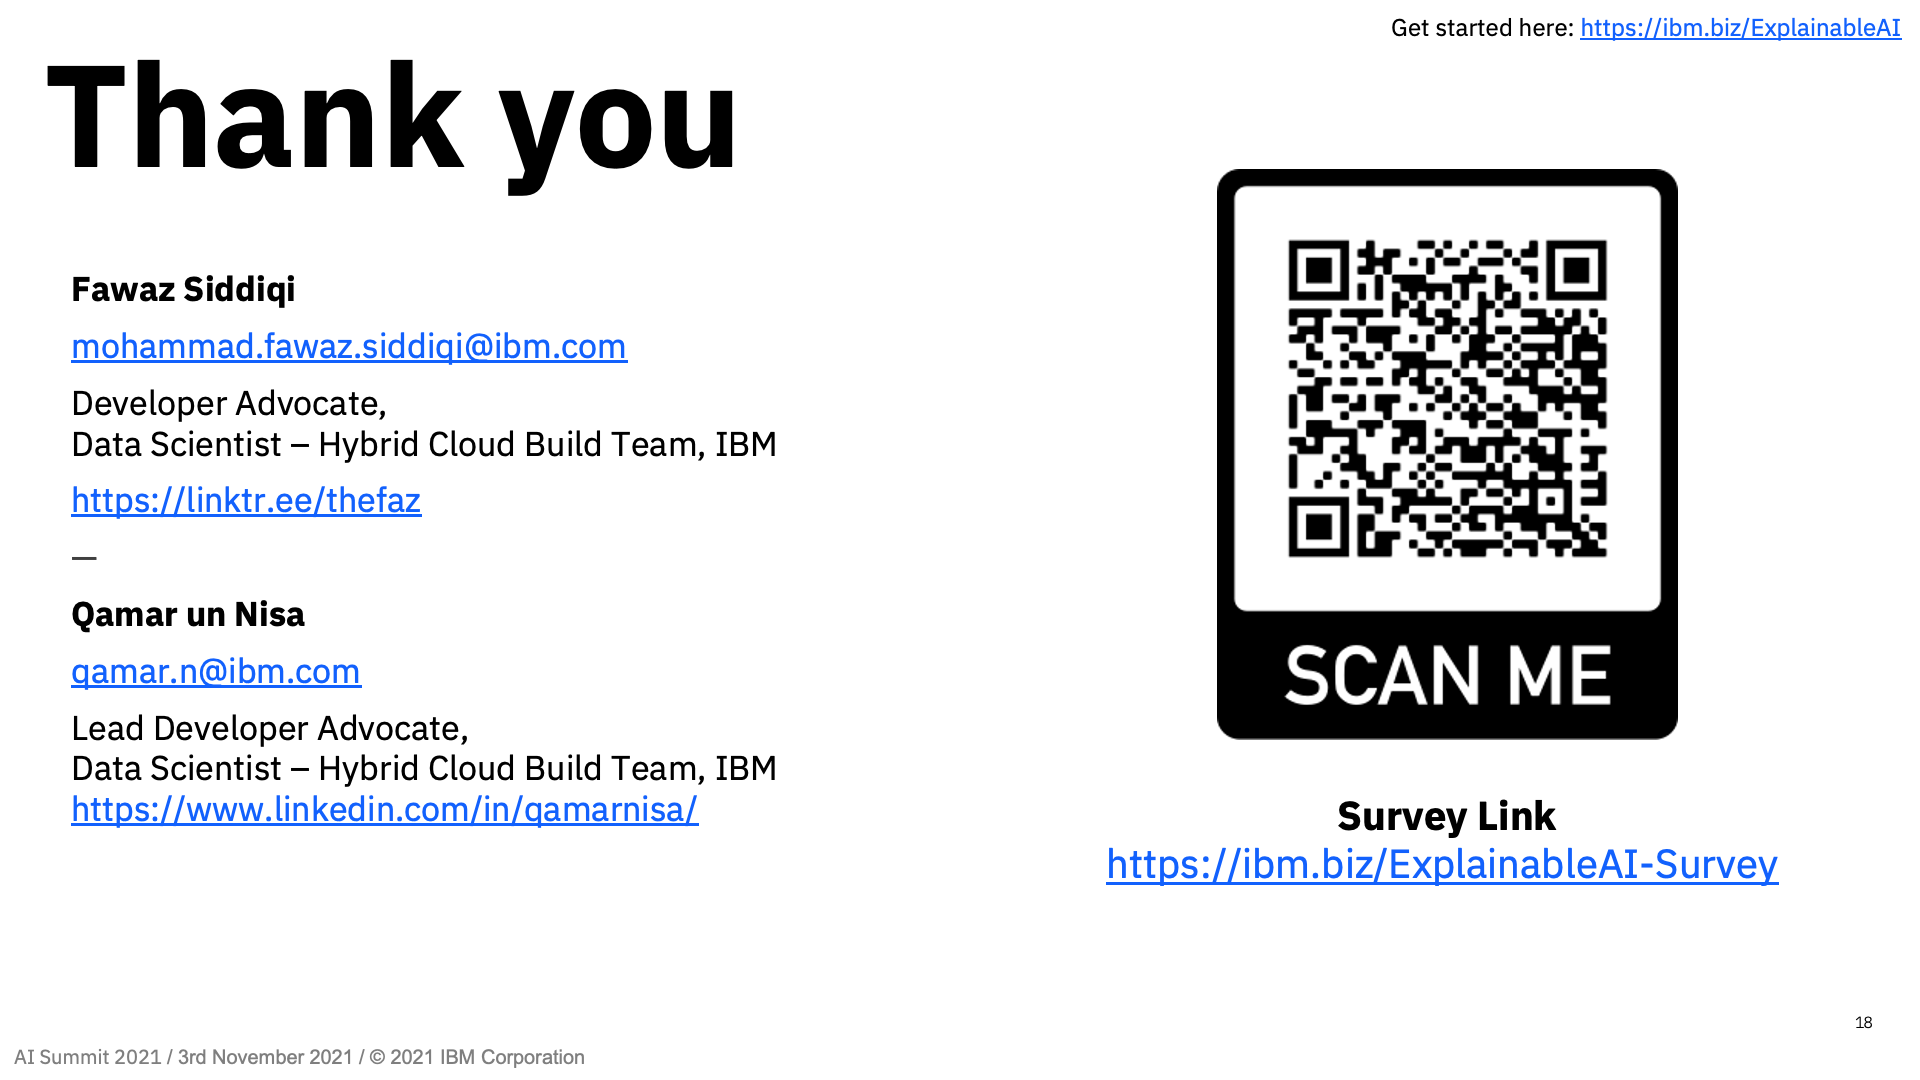 Get started here: https://ibm.biz/ExplainableAI
Thank you
Fawaz Siddiqi
mohammad.fawaz.siddiqi@ibm.com
Developer Advocate,
Data Scientist – Hybrid Cloud Build Team, IBM
https://linktr.ee/thefaz
—
Qamar un Nisa
qamar.n@ibm.com
Lead Developer Advocate,
Data Scientist – Hybrid Cloud Build Team, IBM
https://www.linkedin.com/in/qamarnisa/
SCAN ME
Survey Link
https://ibm.biz/ExplainableAI-Survey
18
AI Summit 2021 / 3rd November 2021 / © 2021 IBM Corporation